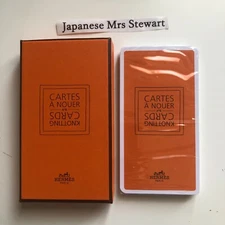 Japanese Mrs Stewart
CARTES
À NOUER
KNOTTING
CARDS
HERMÈS
PARIS
CARTES
À NOUER
KNOTTING
CARDS
HERMÈS
PARIS